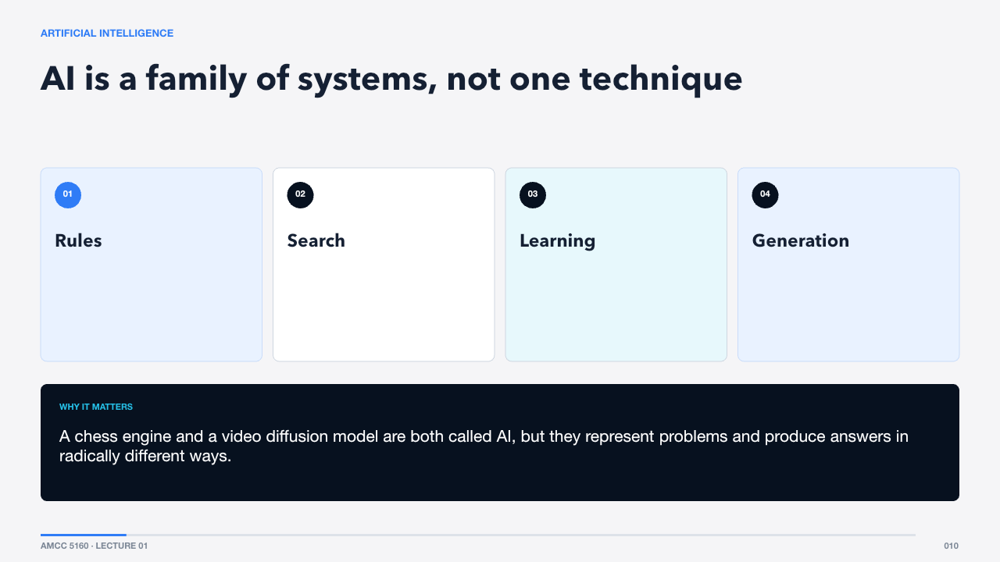 ARTIFICIAL INTELLIGENCE
AI is a family of systems, not one technique
01
Rules
02
Search
03
Learning
04
Generation
WHY IT MATTERS
A chess engine and a video diffusion model are both called AI, but they represent problems and produce answers in
radically different ways.
AMCC 5160 · LECTURE 01
010